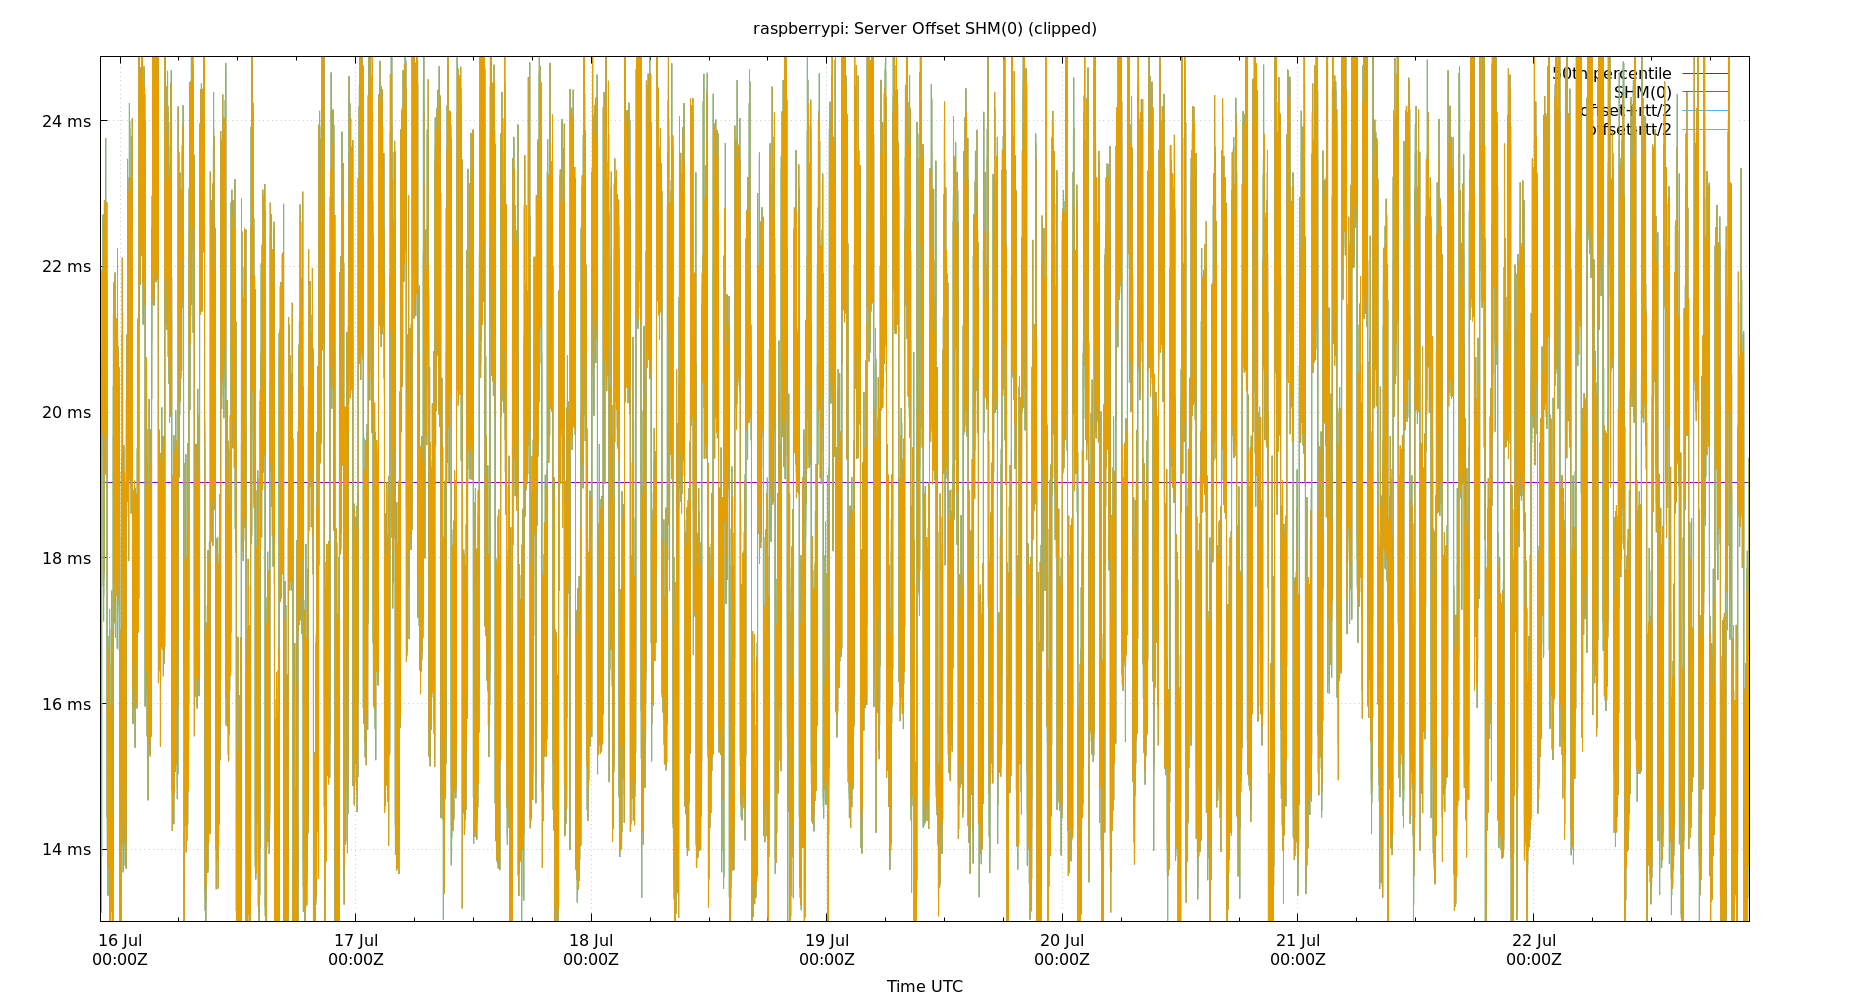 raspberrypi: Server Offset SHM(0) (clipped)
50th percentile
SHM(0)
offset+rtt/2
offset-rtt/2
24 ms
22 ms
20 ms
18 ms
16 ms
14 ms
16 Jul
00:00Z
17 Jul
00:00Z
18 Jul
00:00Z
19 Jul
00:00Z
20 Jul
00:00Z
21 Jul
00:00Z
22 Jul
00:00Z
Time UTC